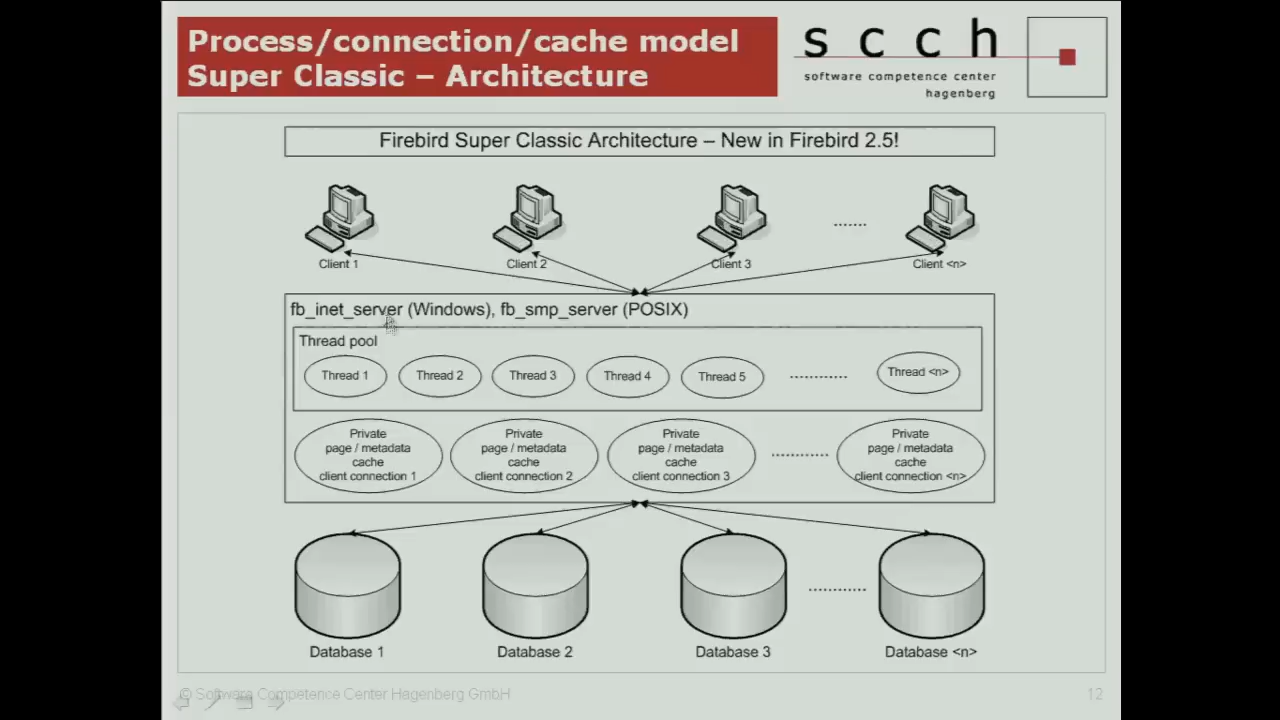 Process/connection/cache model
Super Classic – Architecture
scch
software competence center
hagenberg
Firebird Super Classic Architecture – New in Firebird 2.5!
Client 1
Client 2
Client 3
.......
Client <n>
fb_inet_server (Windows), fb_smp_server (POSIX)
Thread pool
Thread 1
Thread 2
Thread 3
Thread 4
Thread 5
............
Thread <n>
Private
page / metadata
cache
client connection 1
Private
page / metadata
cache
client connection 2
Private
page / metadata
cache
client connection 3
............
Private
page / metadata
cache
client connection <n>
Database 1
Database 2
Database 3
............
Database <n>
© Software Competence Center Hagenberg GmbH
12